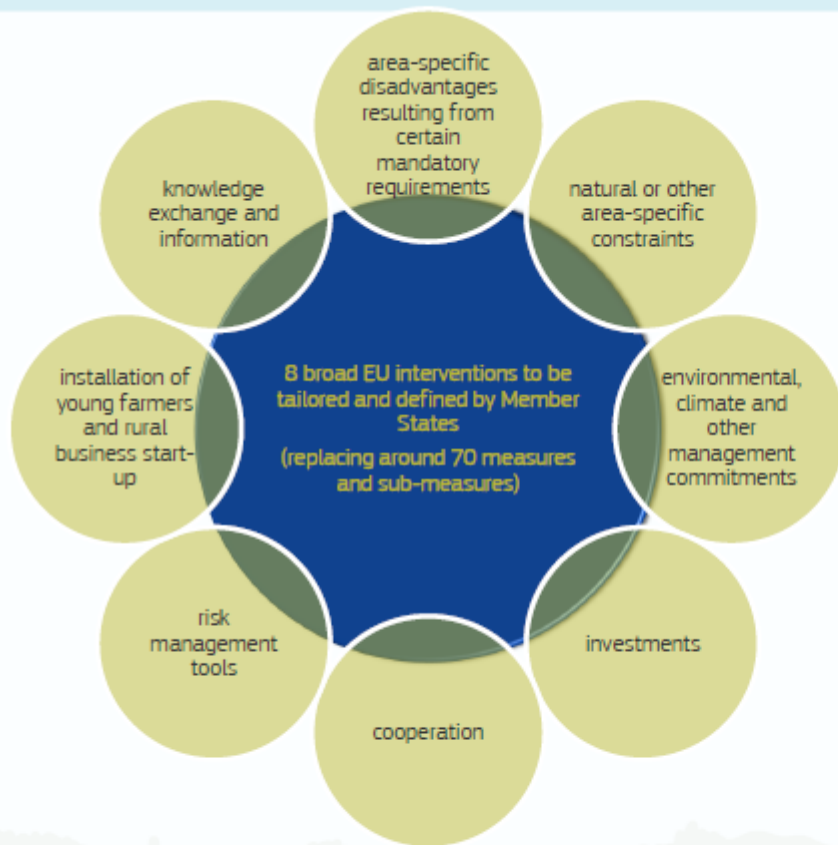 area-specific
disadvantages
resulting from
certain
mandatory
requirements
natural or other
area-specific
constraints
environmental,
climate and
other
management
commitments
investments
cooperation
risk
management
tools
installation of
young farmers
and rural
business start-
up
knowledge
exchange and
information
8 broad EU interventions to be
tailored and defined by Member
States
(replacing around 70 measures
and sub-measures)